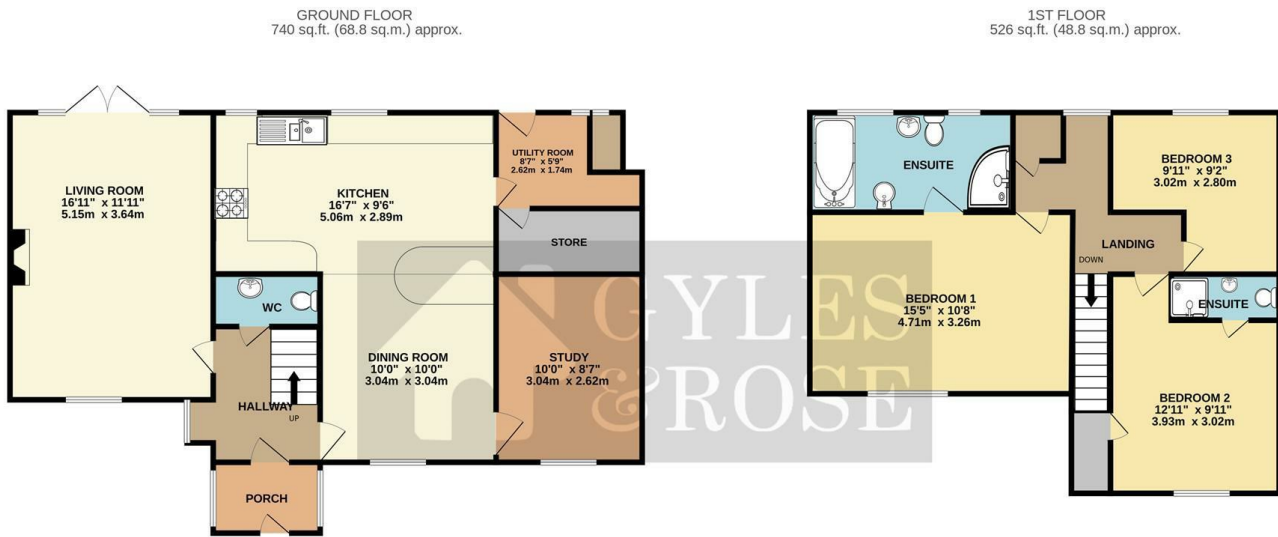 GROUND FLOOR
740 sq.ft. (68.8 sq.m.) approx.
LIVING ROOM
16'11" x 11'11"
5.15m x 3.64m
KITCHEN
16'7" x 9'6"
5.06m x 2.89m
UTILITY ROOM
8'7" x 5'9"
2.62m x 1.74m
STORE
WC
HALLWAY
UP
DINING ROOM
10'0" x 10'0"
3.04m x 3.04m
STUDY
10'0" x 8'7"
3.04m x 2.62m
PORCH
GYLES
&ROSE
1ST FLOOR
526 sq.ft. (48.8 sq.m.) approx.
ENSUITE
BEDROOM 3
9'11" x 9'2"
3.02m x 2.80m
LANDING
DOWN
BEDROOM 1
15'5" x 10'8"
4.71m x 3.26m
ENSUITE
BEDROOM 2
12'11" x 9'11"
3.93m x 3.02m